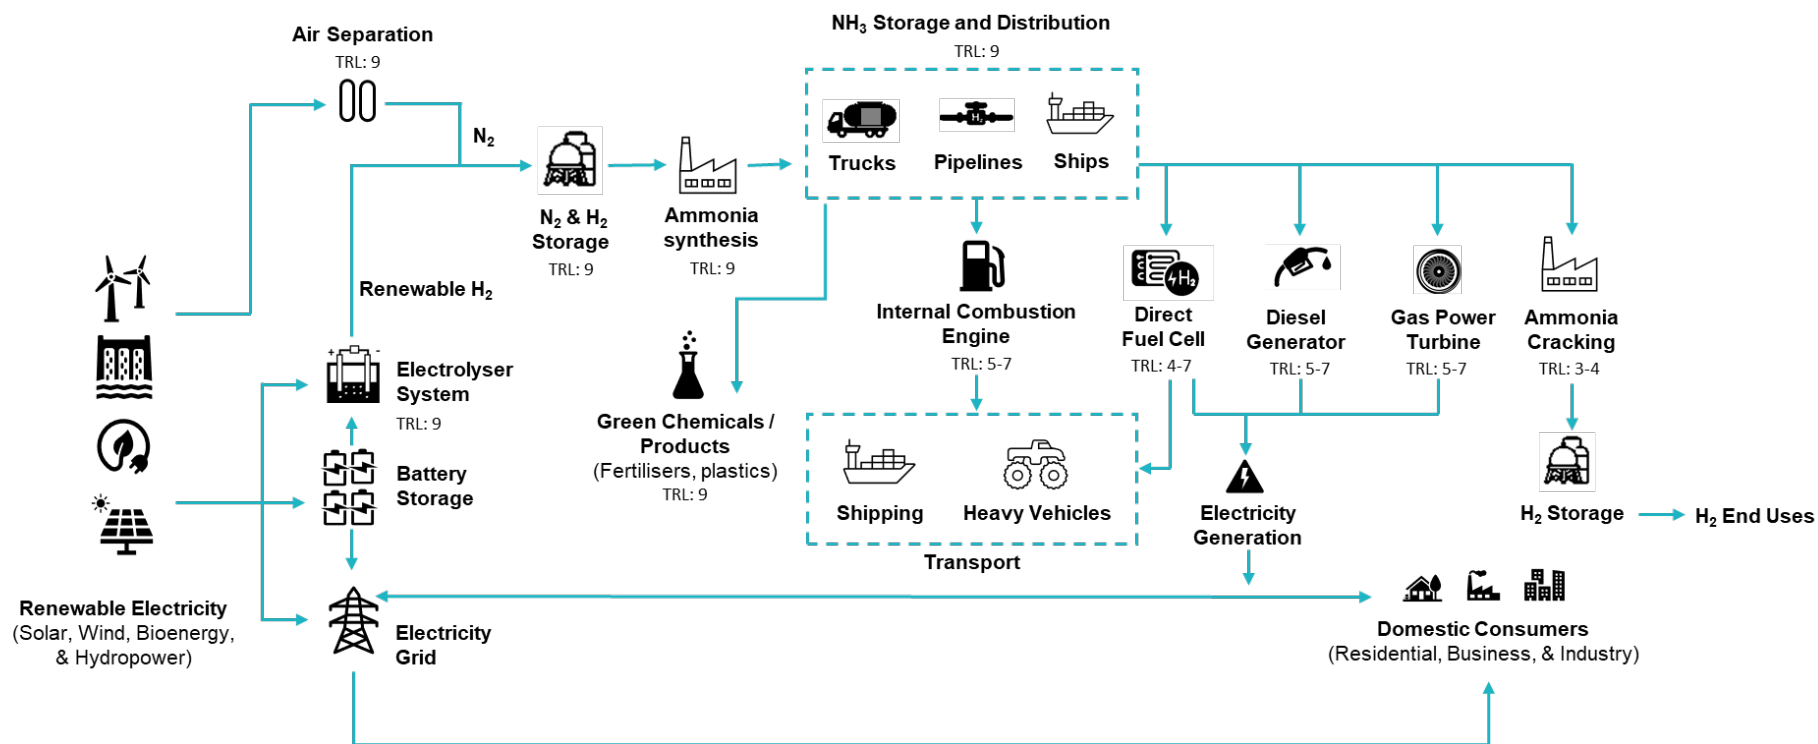 Air Separation
TRL: 9
N₂
Renewable H₂
N₂ & H₂
Storage
TRL: 9
Ammonia
synthesis
TRL: 9
NH₃ Storage and Distribution
TRL: 9
Trucks
Pipelines
H₂
Ships
Renewable Electricity
(Solar, Wind, Bioenergy,
& Hydropower)
+ -
Electrolyser
System
TRL: 9
Battery
Storage
Electricity
Grid
Green Chemicals /
Products
(Fertilisers, plastics)
TRL: 9
Internal Combustion
Engine
TRL: 5-7
Shipping
Heavy Vehicles
Transport
H₂
Direct
Fuel Cell
TRL: 4-7
Diesel
Generator
TRL: 5-7
Gas Power
Turbine
TRL: 5-7
Ammonia
Cracking
TRL: 3-4
Electricity
Generation
H₂ Storage
H₂ End Uses
Domestic Consumers
(Residential, Business, & Industry)